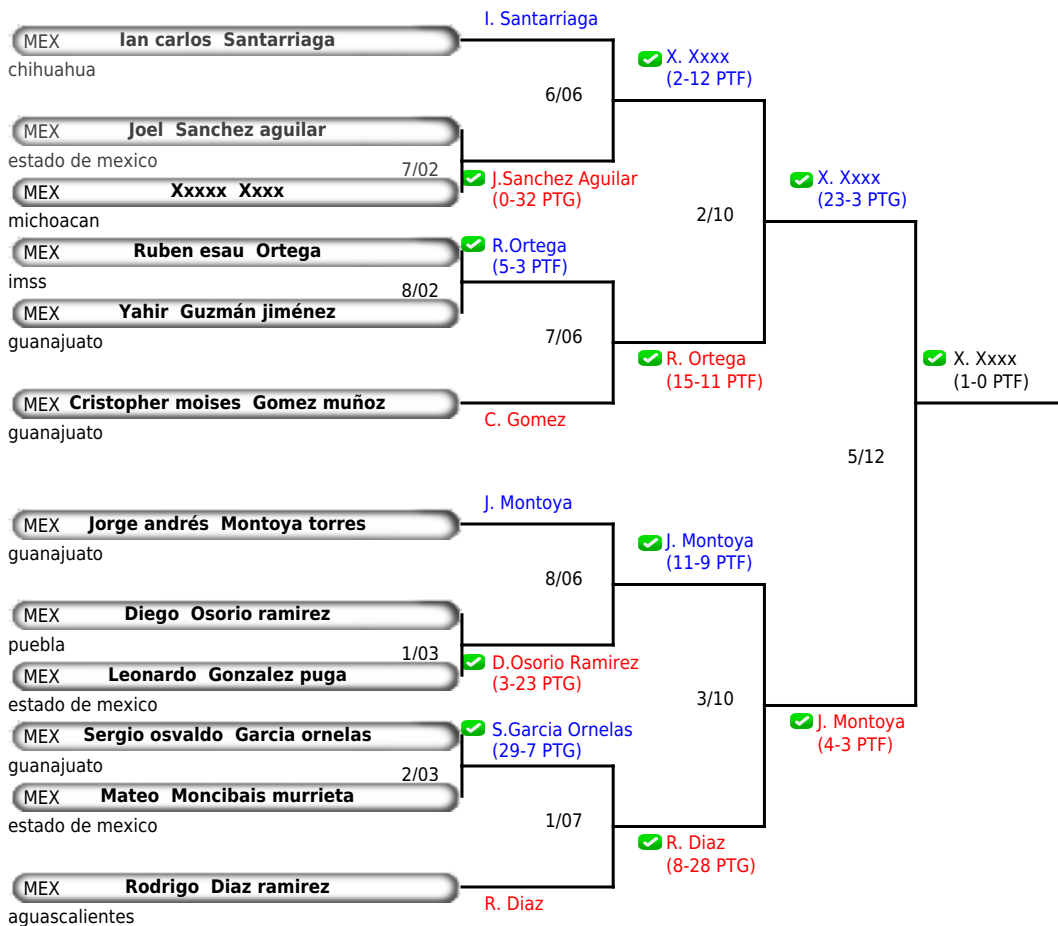 I. Santarriaga
MEX Ian carlos Santarriaga
chihuahua
X. Xxxx
(2-12 PTF)
6/06
MEX Joel Sanchez aguilar
estado de mexico
7/02
J.Sanchez Aguilar
(0-32 PTG)
MEX Xxxxx Xxxx
michoacan
X. Xxxx
(23-3 PTG)
2/10
MEX Ruben esau Ortega
imss
R.Ortega
(5-3 PTF)
8/02
MEX Yahir Guzmán jiménez
guanajuato
7/06
R. Ortega
(15-11 PTF)
X. Xxxx
(1-0 PTF)
MEX Cristopher moises Gomez muñoz
guanajuato
C. Gomez
5/12
J. Montoya
MEX Jorge andrés Montoya torres
guanajuato
J. Montoya
(11-9 PTF)
8/06
MEX Diego Osorio ramirez
puebla
1/03
D.Osorio Ramirez
(3-23 PTG)
MEX Leonardo Gonzalez puga
estado de mexico
3/10
J. Montoya
(4-3 PTF)
MEX Sergio osvaldo Garcia ornelas
guanajuato
S.Garcia Ornelas
(29-7 PTG)
2/03
MEX Mateo Moncibais murrieta
estado de mexico
1/07
R. Diaz
(8-28 PTG)
MEX Rodrigo Diaz ramirez
aguascalientes
R. Diaz